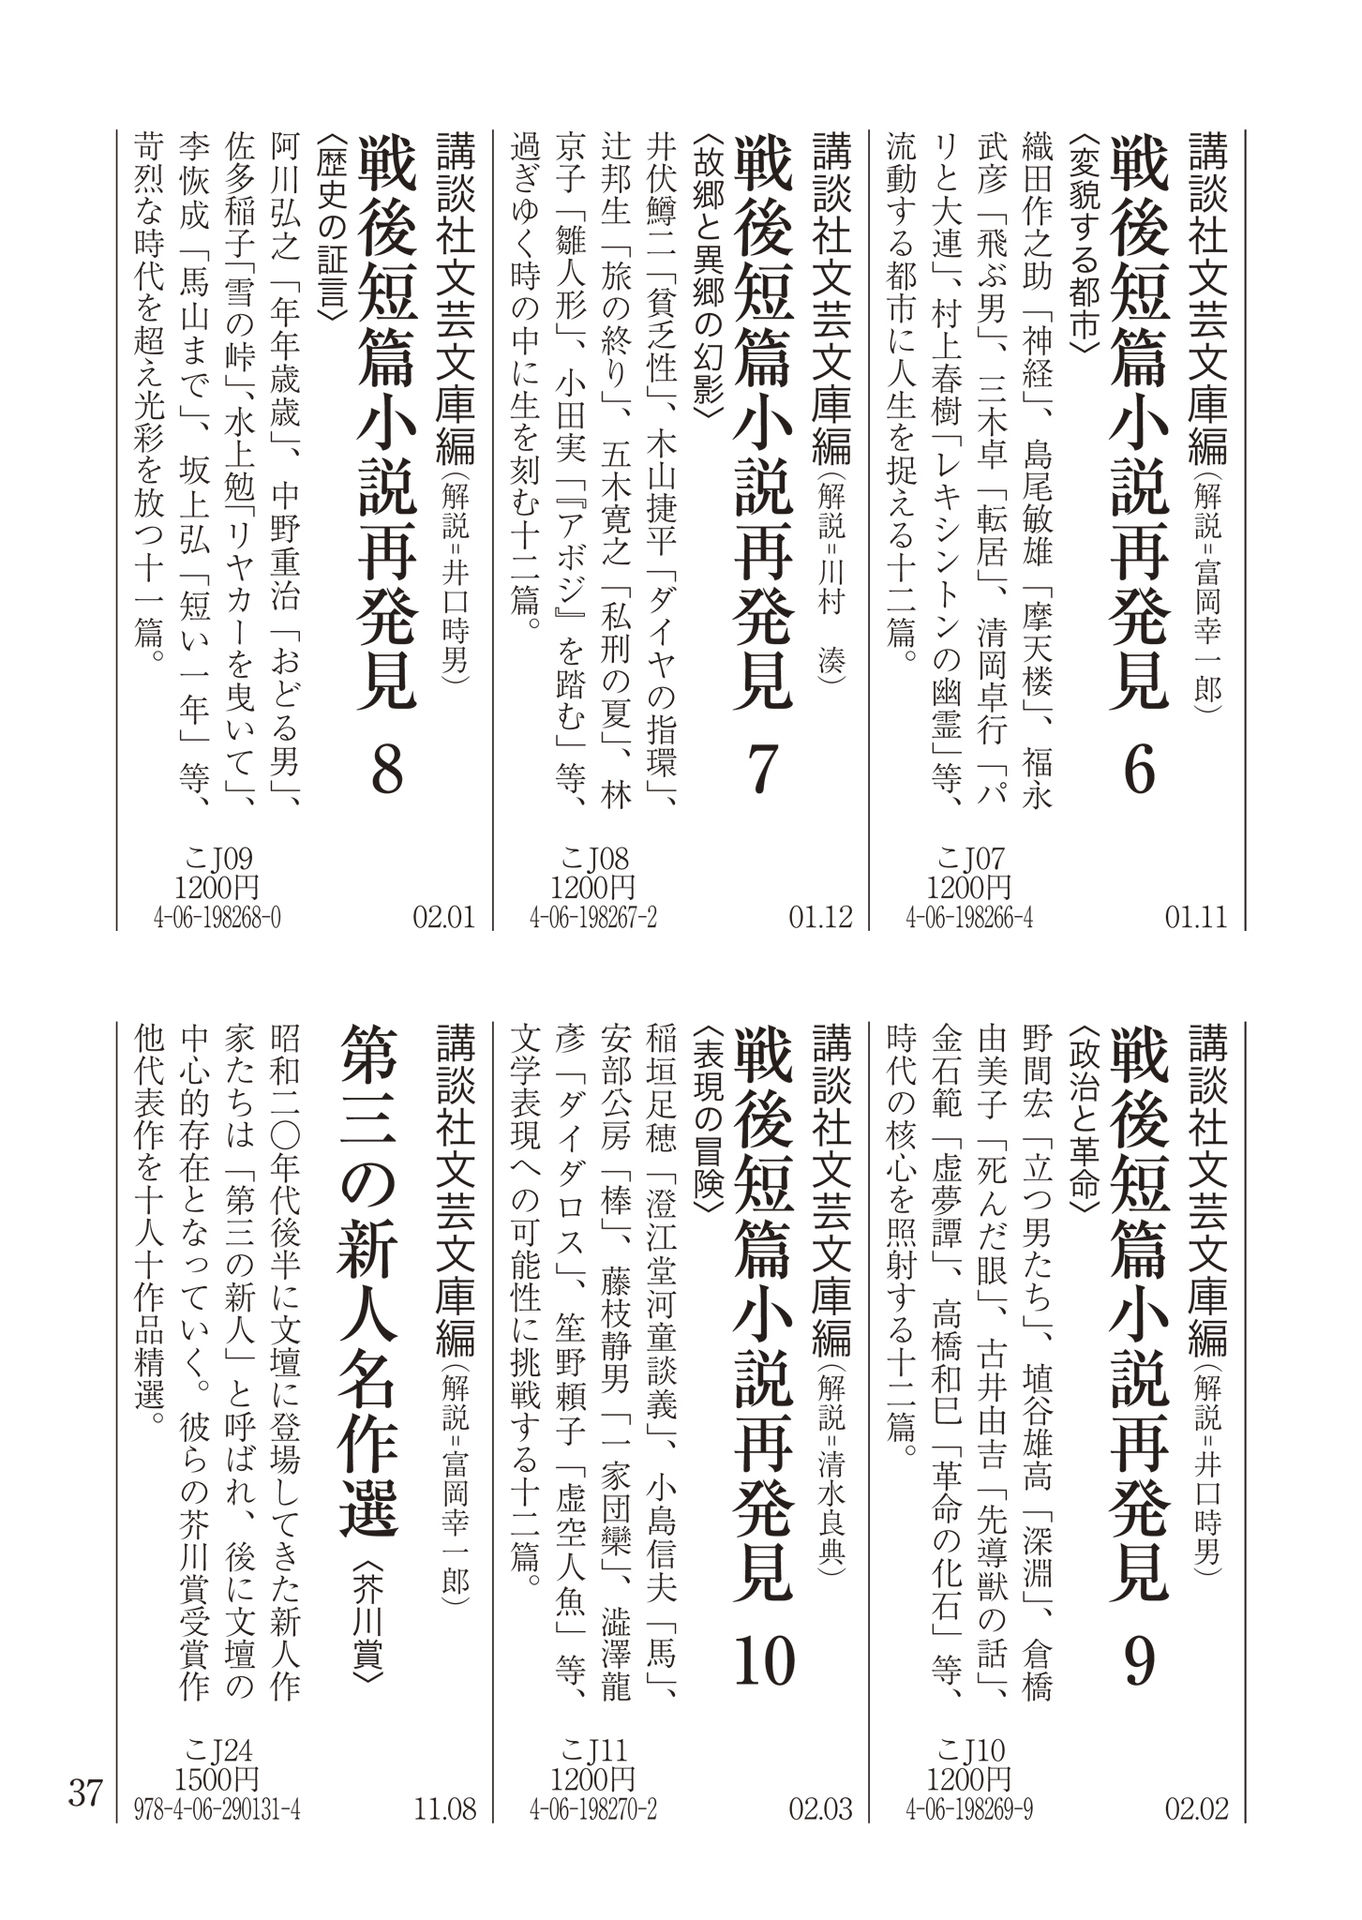 講談社文芸文庫編（解説=富岡幸一郎）
戦後短篇小説再発見 6
〈変貌する都市〉
織田作之助「神経」、島尾敏雄「摩天楼」、福永
武彦「飛ぶ男」、三木卓「転居」、清岡卓行「パ
リと大連」、村上春樹「レキシントンの幽霊」等、
流動する都市に人生を捉える十二篇。
こJ07
1200円
4-06-198266-4
01.11
講談社文芸文庫編（解説=川村　湊）
戦後短篇小説再発見 7
〈故郷と異郷の幻影〉
井伏鱒二「貧乏性」、木山捷平「ダイヤの指環」、
辻邦生「旅の終り」、五木寛之「私刑の夏」、林
京子「雛人形」、小田実「『アボジ』を踏む」等、
過ぎゆく時の中に生を刻む十二篇。
こJ08
1200円
4-06-198267-2
01.12
講談社文芸文庫編（解説=井口時男）
戦後短篇小説再発見 8
〈歴史の証言〉
阿川弘之「年年歳歳」、中野重治「おどる男」、
佐多稲子「雪の峠」、水上勉「リヤカーを曳いて」、
李恢成「馬山まで」、坂上弘「短い一年」等、
苛烈な時代を超え光彩を放つ十一篇。
こJ09
1200円
4-06-198268-0
02.01
講談社文芸文庫編（解説=井口時男）
戦後短篇小説再発見 9
〈政治と革命〉
野間宏「立つ男たち」、埴谷雄高「深淵」、倉橋
由美子「死んだ眼」、古井由吉「先導獣の話」、
金石範「虚夢譚」、高橋和巳「革命の化石」等、
時代の核心を照射する十二篇。
こJ10
1200円
4-06-198269-9
02.02
講談社文芸文庫編（解説=清水良典）
戦後短篇小説再発見 10
〈表現の冒険〉
稲垣足穂「澄江堂河童談義」、小島信夫「馬」、
安部公房「棒」、藤枝静男「一家団欒」、澁澤龍
彥「ダイダロス」、笙野頼子「虚空人魚」等、
文学表現への可能性に挑戦する十二篇。
こJ11
1200円
4-06-198270-2
02.03
講談社文芸文庫編（解説=富岡幸一郎）
第三の新人名作選〈芥川賞〉
昭和二〇年代後半に文壇に登場してきた新人作
家たちは「第三の新人」と呼ばれ、後に文壇の
中心的存在となっていく。彼らの芥川賞受賞作
他代表作を十人十作品精選。
こJ24
1500円
978-4-06-290131-4
11.08
37